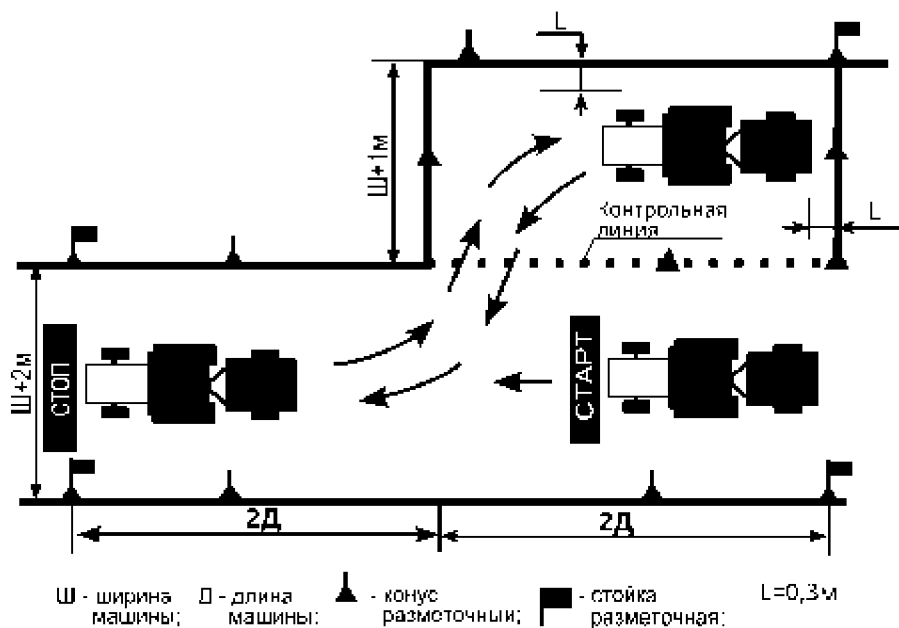 L
Ш+1м
Контрольная
линия
L
Ш+2м
СТОП
СТАРТ
2Д
2Д
Ш - ширина
машины;
Д - длина
машины;
- конус
разметочный;
- стойка
разметочная;
L=0,3м